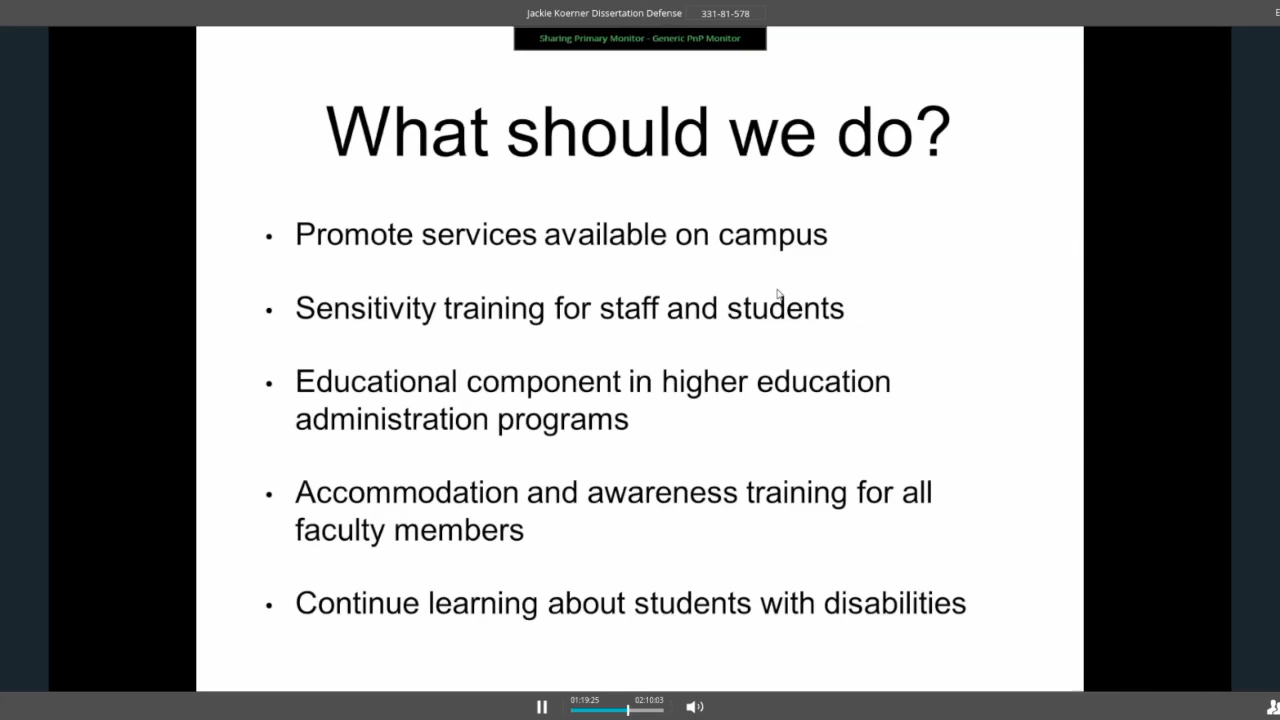 Jackie Koerner Dissertation Defense 331-81-578
Sharing Primary Monitor - Generic PnP Monitor
What should we do?
• Promote services available on campus
• Sensitivity training for staff and students
• Educational component in higher education
administration programs
• Accommodation and awareness training for all
faculty members
• Continue learning about students with disabilities
01:19:25 02:10:03